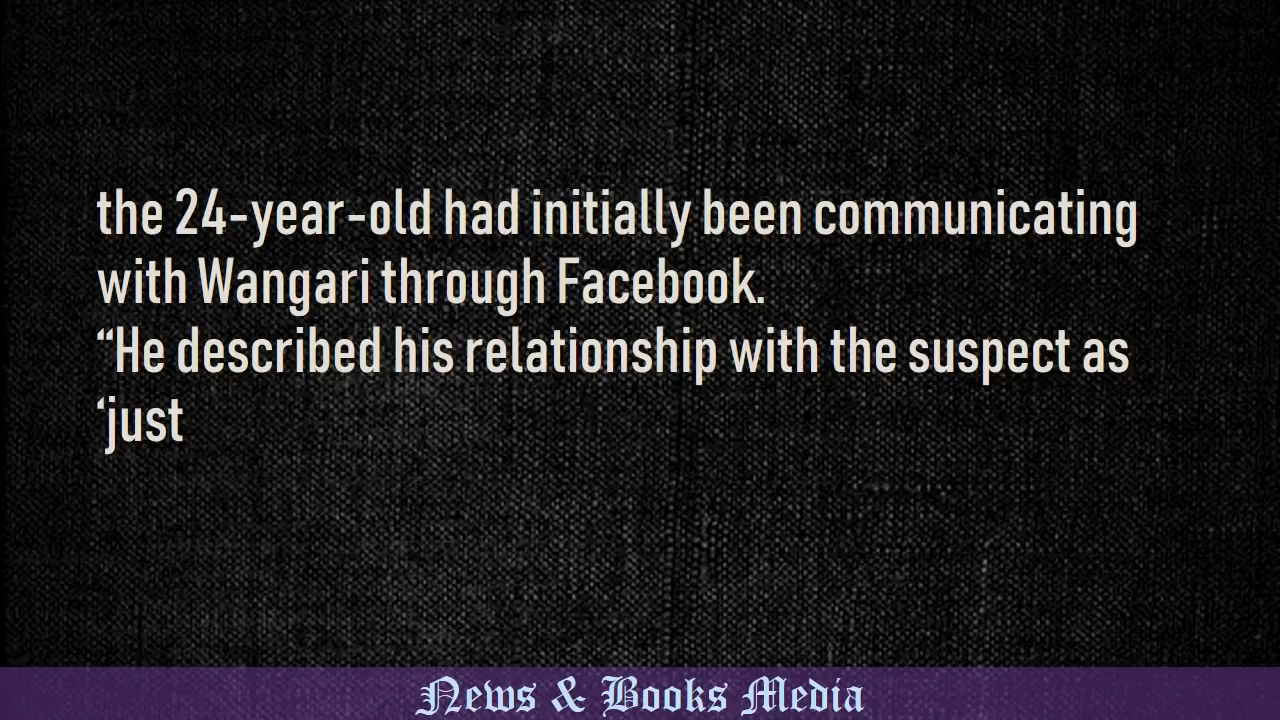 the 24-year-old had initially been communicating
with Wangari through Facebook.
“He described his relationship with the suspect as
‘just
News & Books Media